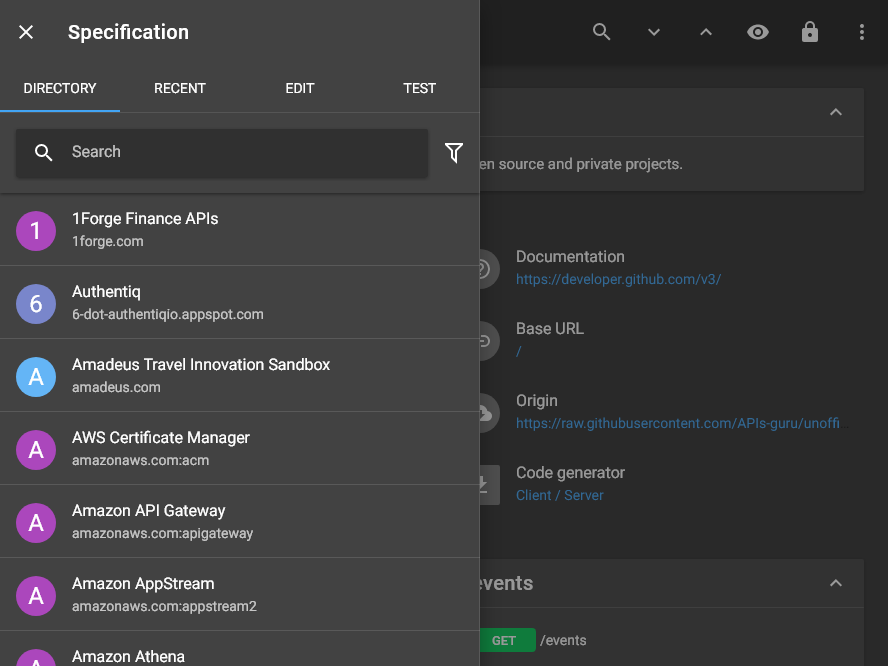 Specification
DIRECTORY
RECENT
EDIT
TEST
Search
1
1Forge Finance APIs
1forge.com
6
Authentiq
6-dot-authentiqio.appspot.com
A
Amadeus Travel Innovation Sandbox
amadeus.com
A
AWS Certificate Manager
amazonaws.com:acm
A
Amazon API Gateway
amazonaws.com:apigateway
A
Amazon AppStream
amazonaws.com:appstream2
A
Amazon Athena
en source and private projects.
Documentation
https://developer.github.com/v3/
Base URL
/
Origin
https://raw.githubusercontent.com/APIs-guru/unoffi
Code generator
Client / Server
events
GET
/events